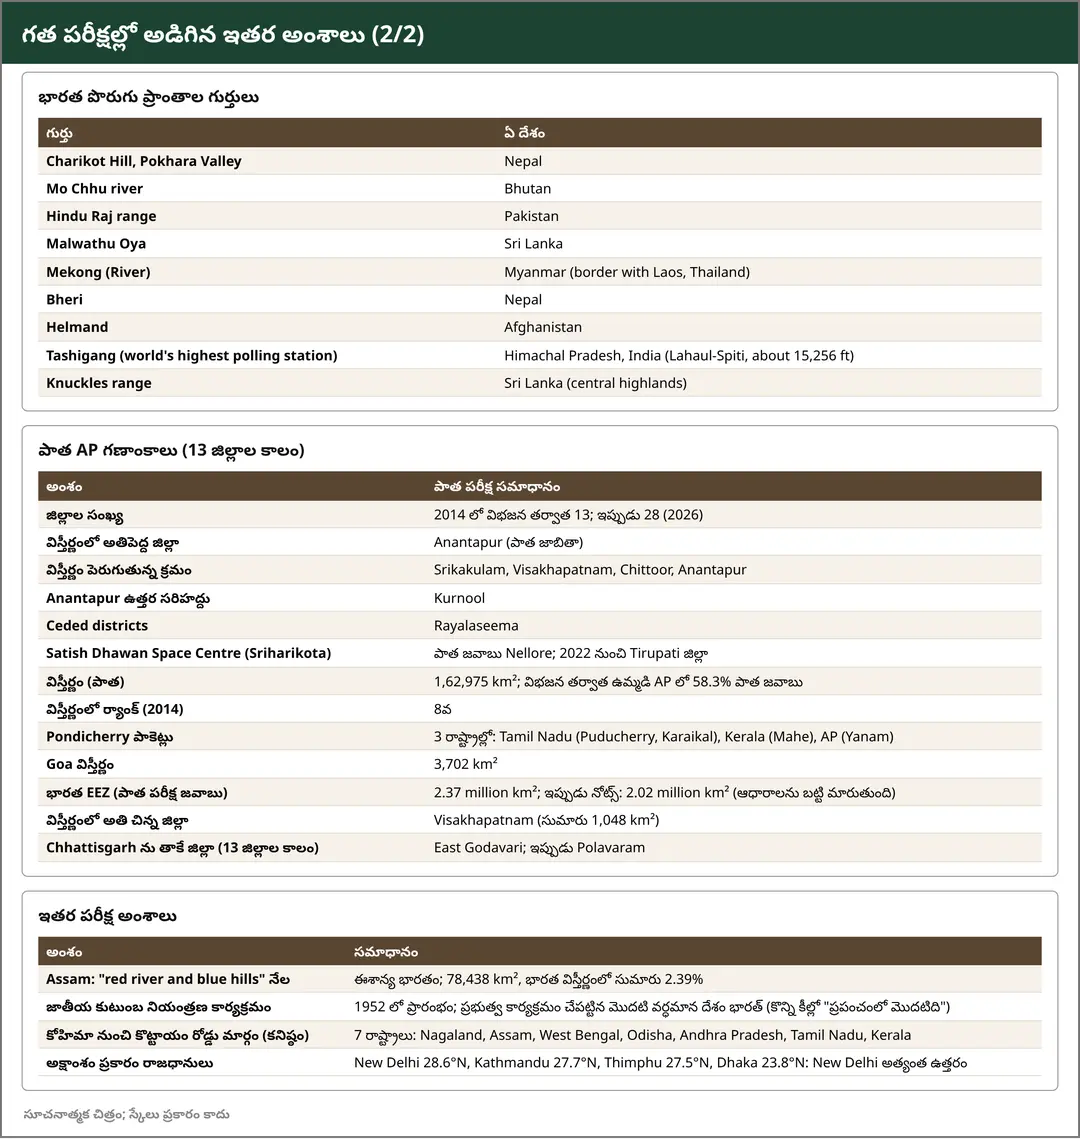 గత పరీక్షల్లో అడిగిన ఇతర అంశాలు (2/2)
భారత పొరుగు ప్రాంతాల గుర్తులు
గుర్తు ఏ దేశం
Charikot Hill, Pokhara Valley Nepal
Mo Chhu river Bhutan
Hindu Raj range Pakistan
Malwathu Oya Sri Lanka
Mekong (River) Myanmar (border with Laos, Thailand)
Bheri Nepal
Helmand Afghanistan
Tashigang (world's highest polling station) Himachal Pradesh, India (Lahaul-Spiti, about 15,256 ft)
Knuckles range Sri Lanka (central highlands)
పాత AP గణాంకాలు (13 జిల్లాల కాలం)
అంశం పాత పరీక్ష సమాధానం
జిల్లాల సంఖ్య 2014 లో విభజన తర్వాత 13; ఇప్పుడు 28 (2026)
విస్తీర్ణంలో అతిపెద్ద జిల్లా Anantapur (పాత జాబితా)
విస్తీర్ణం పెరుగుతున్న క్రమం Srikakulam, Visakhapatnam, Chittoor, Anantapur
Anantapur ఉత్తర సరిహద్దు Kurnool
Ceded districts Rayalaseema
Satish Dhawan Space Centre (Sriharikota) పాత జవాబు Nellore; 2022 నుంచి Tirupati జిల్లా
విస్తీర్ణం (పాత) 1,62,975 km²; విభజన తర్వాత ఉమ్మడి AP లో 58.3% పాత జవాబు
విస్తీర్ణంలో ర్యాంక్ (2014) 8వ
Pondicherry పాకెట్లు 3 రాష్ట్రాల్లో: Tamil Nadu (Puducherry, Karaikal), Kerala (Mahe), AP (Yanam)
Goa విస్తీర్ణం 3,702 km²
భారత EEZ (పాత పరీక్ష జవాబు) 2.37 million km²; ఇప్పుడు నోట్స్: 2.02 million km² (ఆధారాలను బట్టి మారుతుంది)
విస్తీర్ణంలో అతి చిన్న జిల్లా Visakhapatnam (సుమారు 1,048 km²)
Chhattisgarh ను తాకే జిల్లా (13 జిల్లాల కాలం) East Godavari; ఇప్పుడు Polavaram
ఇతర పరీక్ష అంశాలు
అంశం సమాధానం
Assam: "red river and blue hills" నేల ఈశాన్య భారతం; 78,438 km², భారత విస్తీర్ణంలో సుమారు 2.39%
జాతీయ కుటుంబ నియంత్రణ కార్యక్రమం 1952 లో ప్రారంభం; ప్రభుత్వ కార్యక్రమం చేపట్టిన మొదటి వర్ధమాన దేశం భారత్ (కొన్ని కీల్లో "ప్రపంచంలో మొదటిది")
కోహిమా నుంచి కొట్టాయం రోడ్డు మార్గం (కనిష్ఠం) 7 రాష్ట్రాలు: Nagaland, Assam, West Bengal, Odisha, Andhra Pradesh, Tamil Nadu, Kerala
అక్షాంశం ప్రకారం రాజధానులు New Delhi 28.6°N, Kathmandu 27.7°N, Thimphu 27.5°N, Dhaka 23.8°N: New Delhi అత్యంత ఉత్తరం
సూచనాత్మక చిత్రం; స్కేలు ప్రకారం కాదు